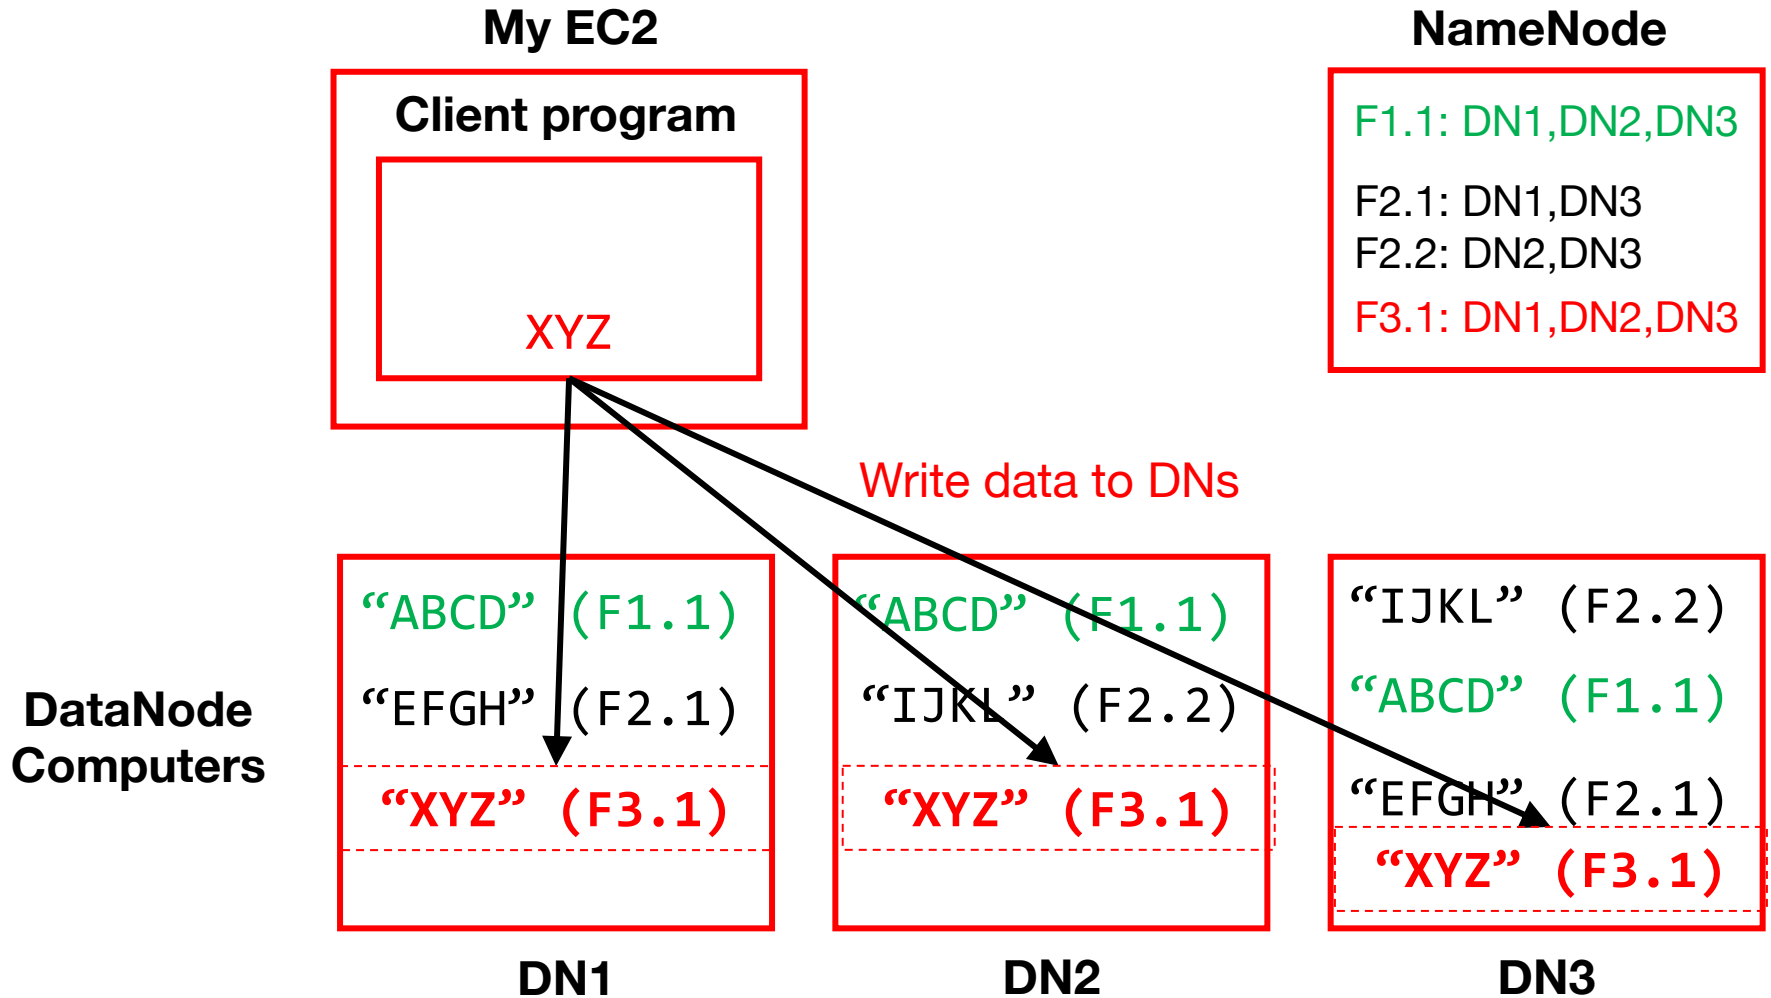 My EC2
Client program
XYZ
NameNode
F1.1: DN1,DN2,DN3
F2.1: DN1,DN3
F2.2: DN2,DN3
F3.1: DN1,DN2,DN3
Write data to DNs
DataNode
Computers
“ABCD” (F1.1)
“EFGH” (F2.1)
“XYZ” (F3.1)
DN1
“ABCD” (F1.1)
“IJKL” (F2.2)
“XYZ” (F3.1)
DN2
“IJKL” (F2.2)
“ABCD” (F1.1)
“EFGH” (F2.1)
“XYZ” (F3.1)
DN3